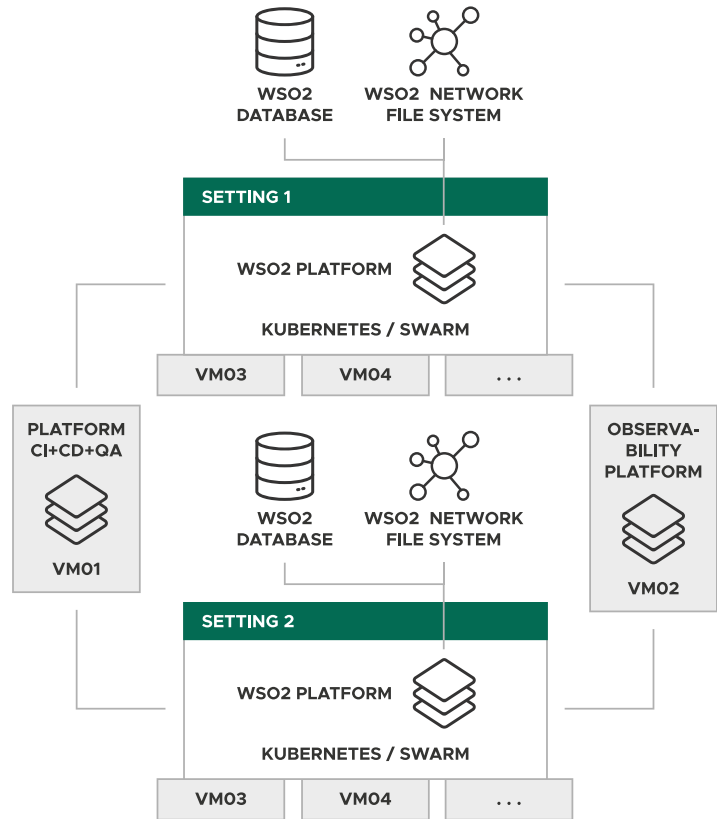 WSO2
DATABASE
WSO2 NETWORK
FILE SYSTEM
SETTING 1
WSO2 PLATFORM
KUBERNETES / SWARM
VM03
VM04
...
PLATFORM
CI+CD+QA
VM01
OBSERVA-
BILITY
PLATFORM
VM02
WSO2
DATABASE
WSO2 NETWORK
FILE SYSTEM
SETTING 2
WSO2 PLATFORM
KUBERNETES / SWARM
VM03
VM04
...